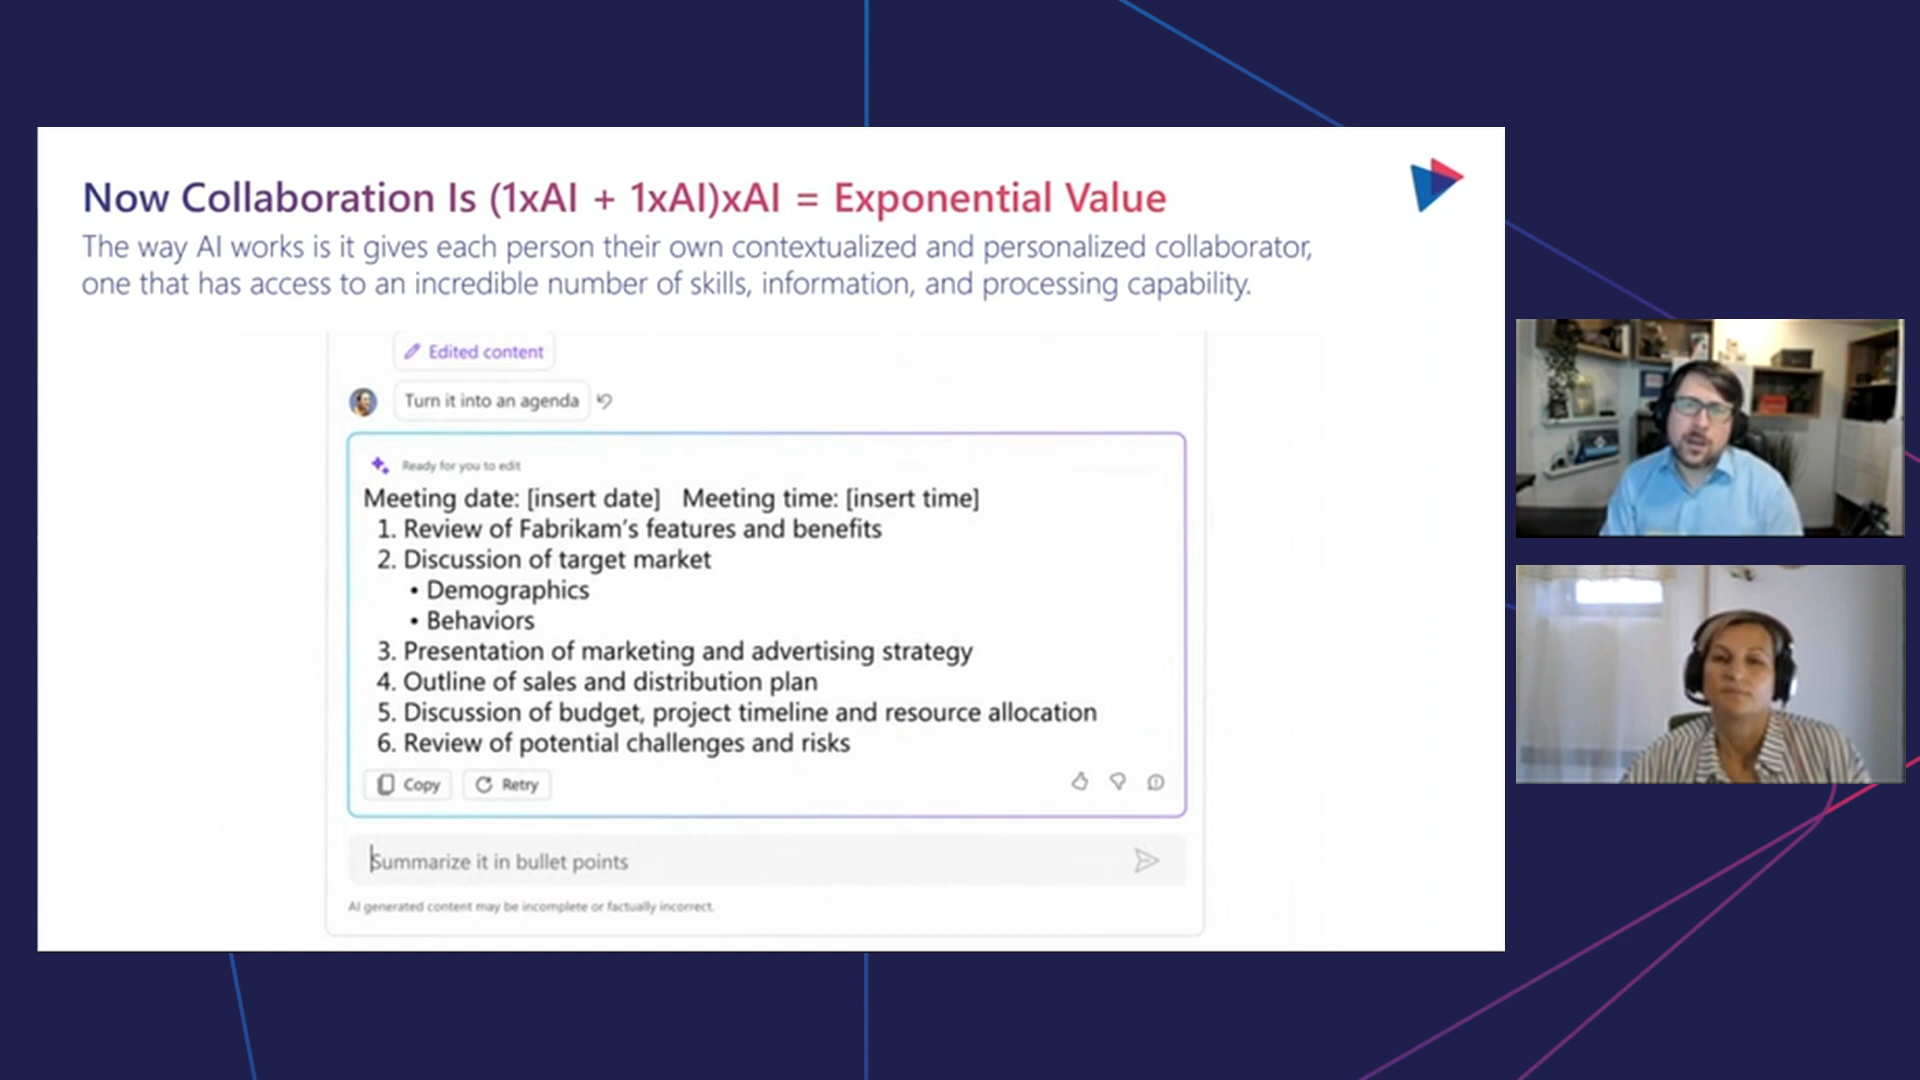 Now Collaboration Is (1xAI + 1xAI)xAI = Exponential Value
The way AI works is it gives each person their own contextualized and personalized collaborator,
one that has access to an incredible number of skills, information, and processing capability.
Edited content
Turn it into an agenda
Ready for you to edit
Meeting date: [insert date]   Meeting time: [insert time]
1. Review of Fabrikam's features and benefits
2. Discussion of target market
• Demographics
• Behaviors
3. Presentation of marketing and advertising strategy
4. Outline of sales and distribution plan
5. Discussion of budget, project timeline and resource allocation
6. Review of potential challenges and risks
Copy Retry
Summarize it in bullet points
AI generated content may be incomplete or factually incorrect.